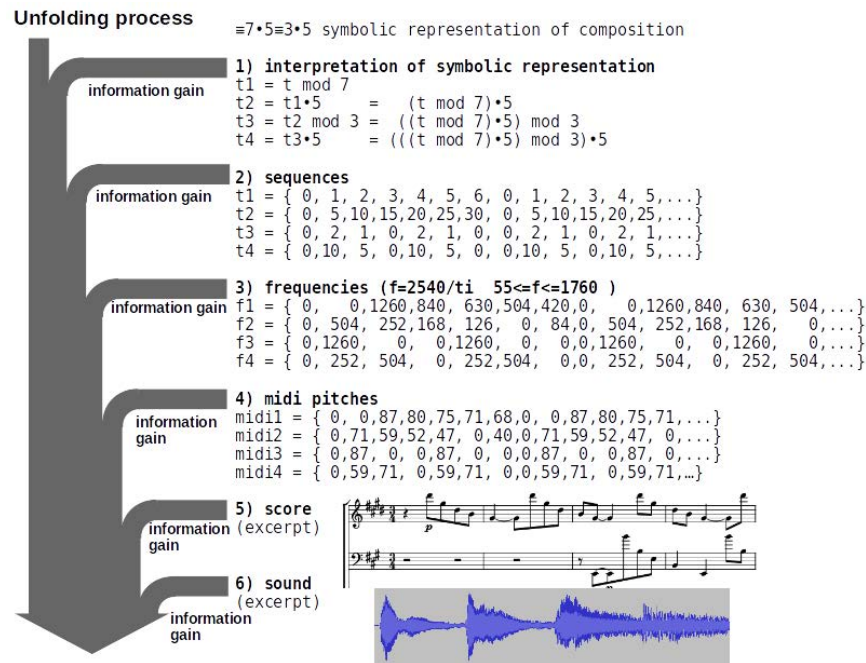 Unfolding process
≡7•5≡3•5 symbolic representation of composition
1) interpretation of symbolic representation
information gain
t1 = t mod 7
t2 = t1•5 = (t mod 7)•5
t3 = t2 mod 3 = ((t mod 7)•5) mod 3
t4 = t3•5 = (((t mod 7)•5) mod 3)•5
2) sequences
information gain
t1 = { 0, 1, 2, 3, 4, 5, 6, 0, 1, 2, 3, 4, 5,...}
t2 = { 0, 5,10,15,20,25,30, 0, 5,10,15,20,25,...}
t3 = { 0, 2, 1, 0, 2, 1, 0, 0, 2, 1, 0, 2, 1,...}
t4 = { 0,10, 5, 0,10, 5, 0, 0,10, 5, 0,10, 5,...}
3) frequencies (f=2540/ti 55<=f<=1760 )
information gain
f1 = { 0, 0,1260,840, 630,504,420,0, 0,1260,840, 630, 504,...}
f2 = { 0, 504, 252,168, 126, 0, 84,0, 504, 252,168, 126, 0,...}
f3 = { 0,1260, 0, 0,1260, 0, 0,0,1260, 0, 0,1260, 0,...}
f4 = { 0, 252, 504, 0, 252,504, 0,0, 252, 504, 0, 252, 504,...}
4) midi pitches
information
gain
midi1 = { 0, 0,87,80,75,71,68,0, 0,87,80,75,71,...}
midi2 = { 0,71,59,52,47, 0,40,0,71,59,52,47, 0,...}
midi3 = { 0,87, 0, 0,87, 0, 0,0,87, 0, 0,87, 0,...}
midi4 = { 0,59,71, 0,59,71, 0,0,59,71, 0,59,71,…}
5) score
(excerpt)
information
gain
p
6) sound
(excerpt)
information
gain